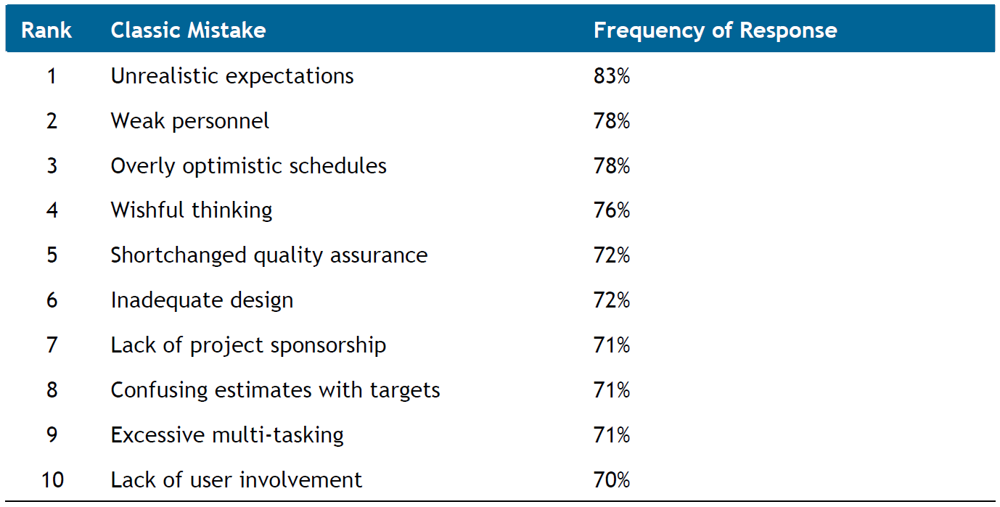 Rank Classic Mistake Frequency of Response
1 Unrealistic expectations 83%
2 Weak personnel 78%
3 Overly optimistic schedules 78%
4 Wishful thinking 76%
5 Shortchanged quality assurance 72%
6 Inadequate design 72%
7 Lack of project sponsorship 71%
8 Confusing estimates with targets 71%
9 Excessive multi-tasking 71%
10 Lack of user involvement 70%